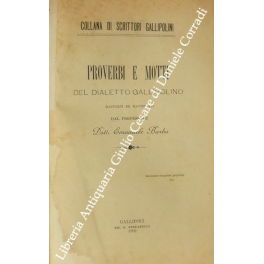 COLLANA DI SCRITTORI GALLIPOLINI
PROVERBI E MOTTI
DEL DIALETTO GALLIPOLINO
DAL PROFESSORE
Dott. Emanuele Barba
GALLIPOLI
Libreria Antiquaria Giulio Cesare di Daniele Corradi